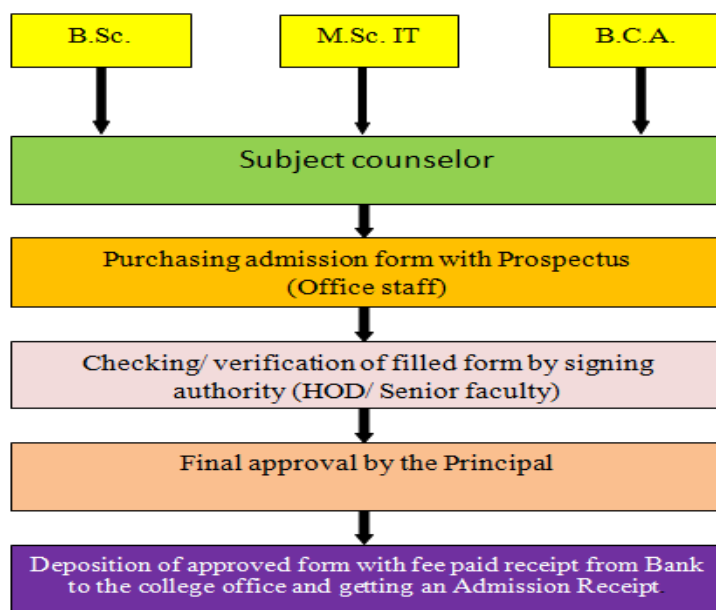 B.Sc.
M.Sc. IT
B.C.A.
Subject counselor
Purchasing admission form with Prospectus
(Office staff)
Checking/ verification of filled form by signing
authority (HOD/ Senior faculty)
Final approval by the Principal
Deposition of approved form with fee paid receipt from Bank
to the college office and getting an Admission Receipt.